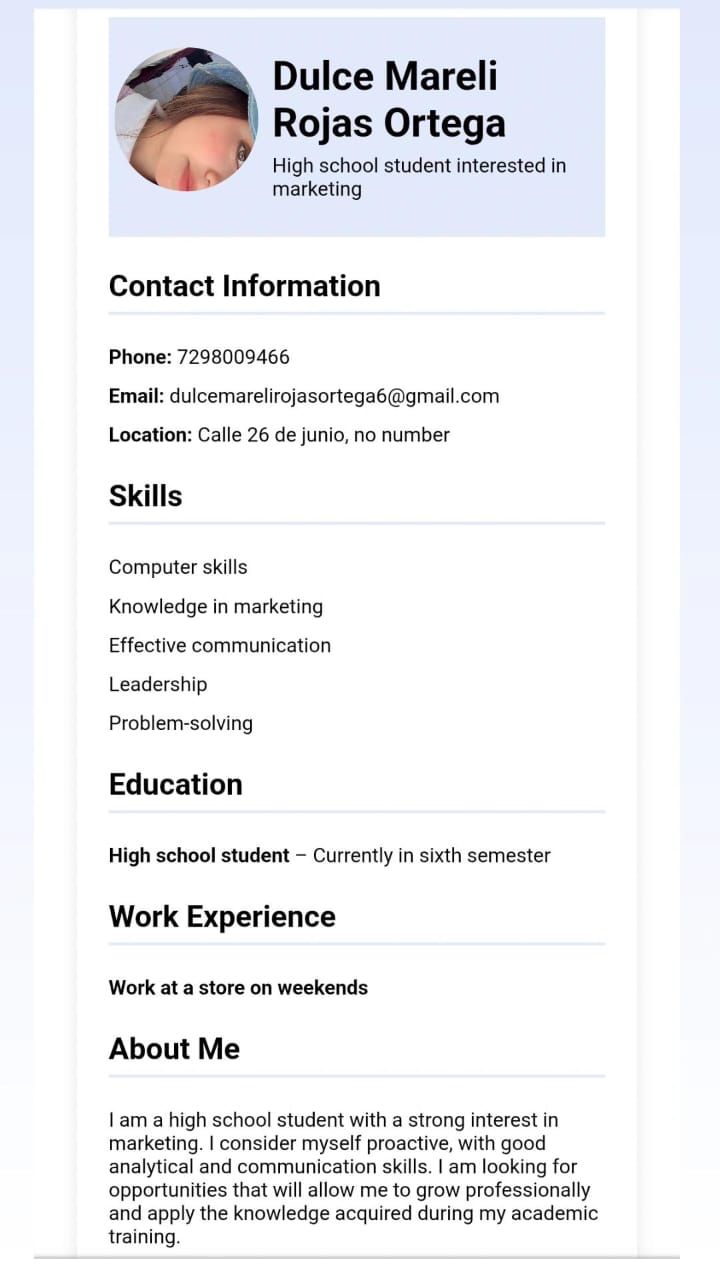 Dulce Mareli
Rojas Ortega
High school student interested in
marketing
Contact Information
Phone: 7298009466
Email: dulcemarelirojasortega6@gmail.com
Location: Calle 26 de junio, no number
Skills
Computer skills
Knowledge in marketing
Effective communication
Leadership
Problem-solving
Education
High school student – Currently in sixth semester
Work Experience
Work at a store on weekends
About Me
I am a high school student with a strong interest in
marketing. I consider myself proactive, with good
analytical and communication skills. I am looking for
opportunities that will allow me to grow professionally
and apply the knowledge acquired during my academic
training.